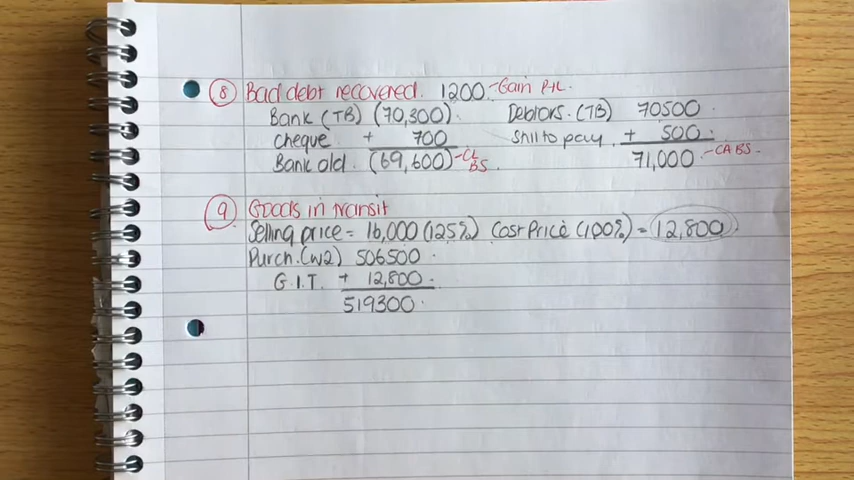 8 Bad debt recovered. 1200 - Gain P+L.
Bank (TB) (70,300). Debtors. (TB) 70500.
cheque + 700 still to pay + 500.
Bank old. (69,600) - CL BS. 71,000. - CA BS.
9 Goods in transit
Selling price = 16,000 (125%) Cost Price (100%) = 12,800
Purch. (W2) 506500.
G.I.T. + 12,800.
519300.